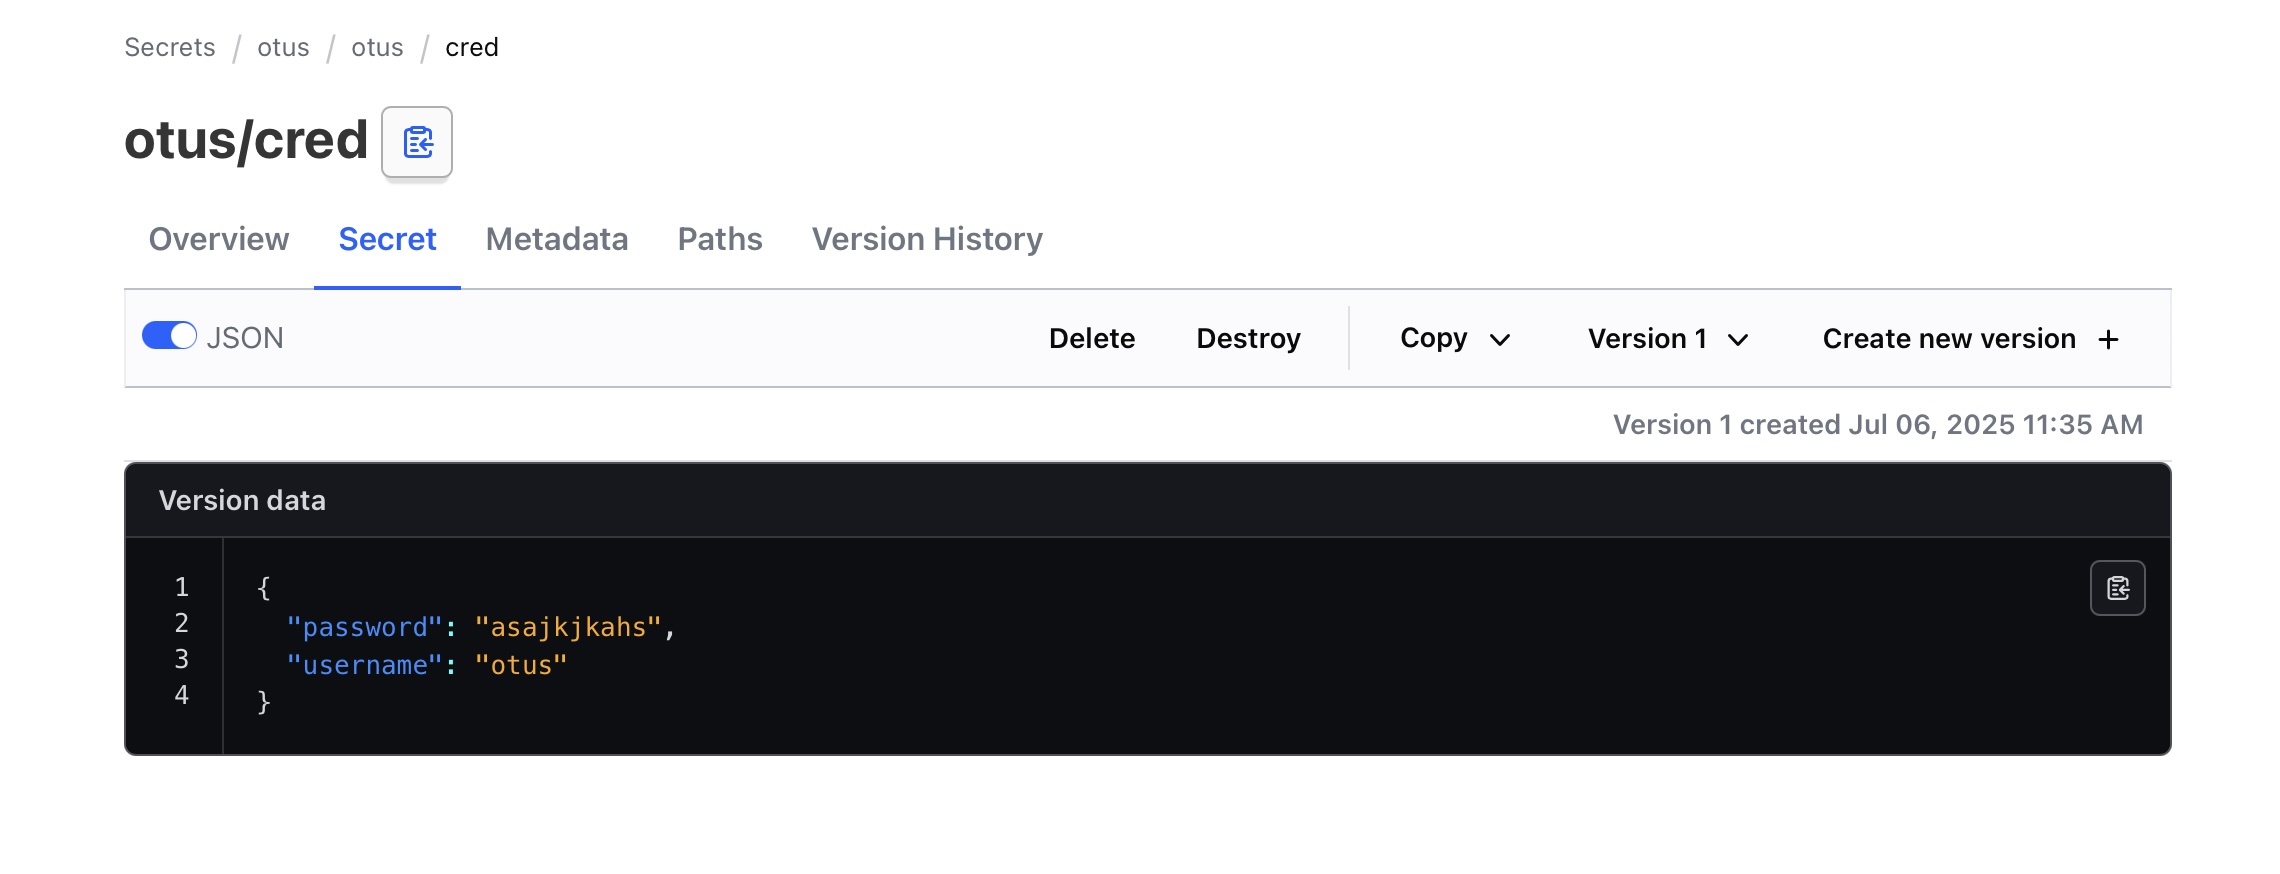 Secrets / otus / otus / cred
otus/cred
Overview Secret Metadata Paths Version History
JSON Delete Destroy Copy Version 1 Create new version +
Version 1 created Jul 06, 2025 11:35 AM
Version data
1 {
2 "password": "asajkjkahs",
3 "username": "otus"
4 }